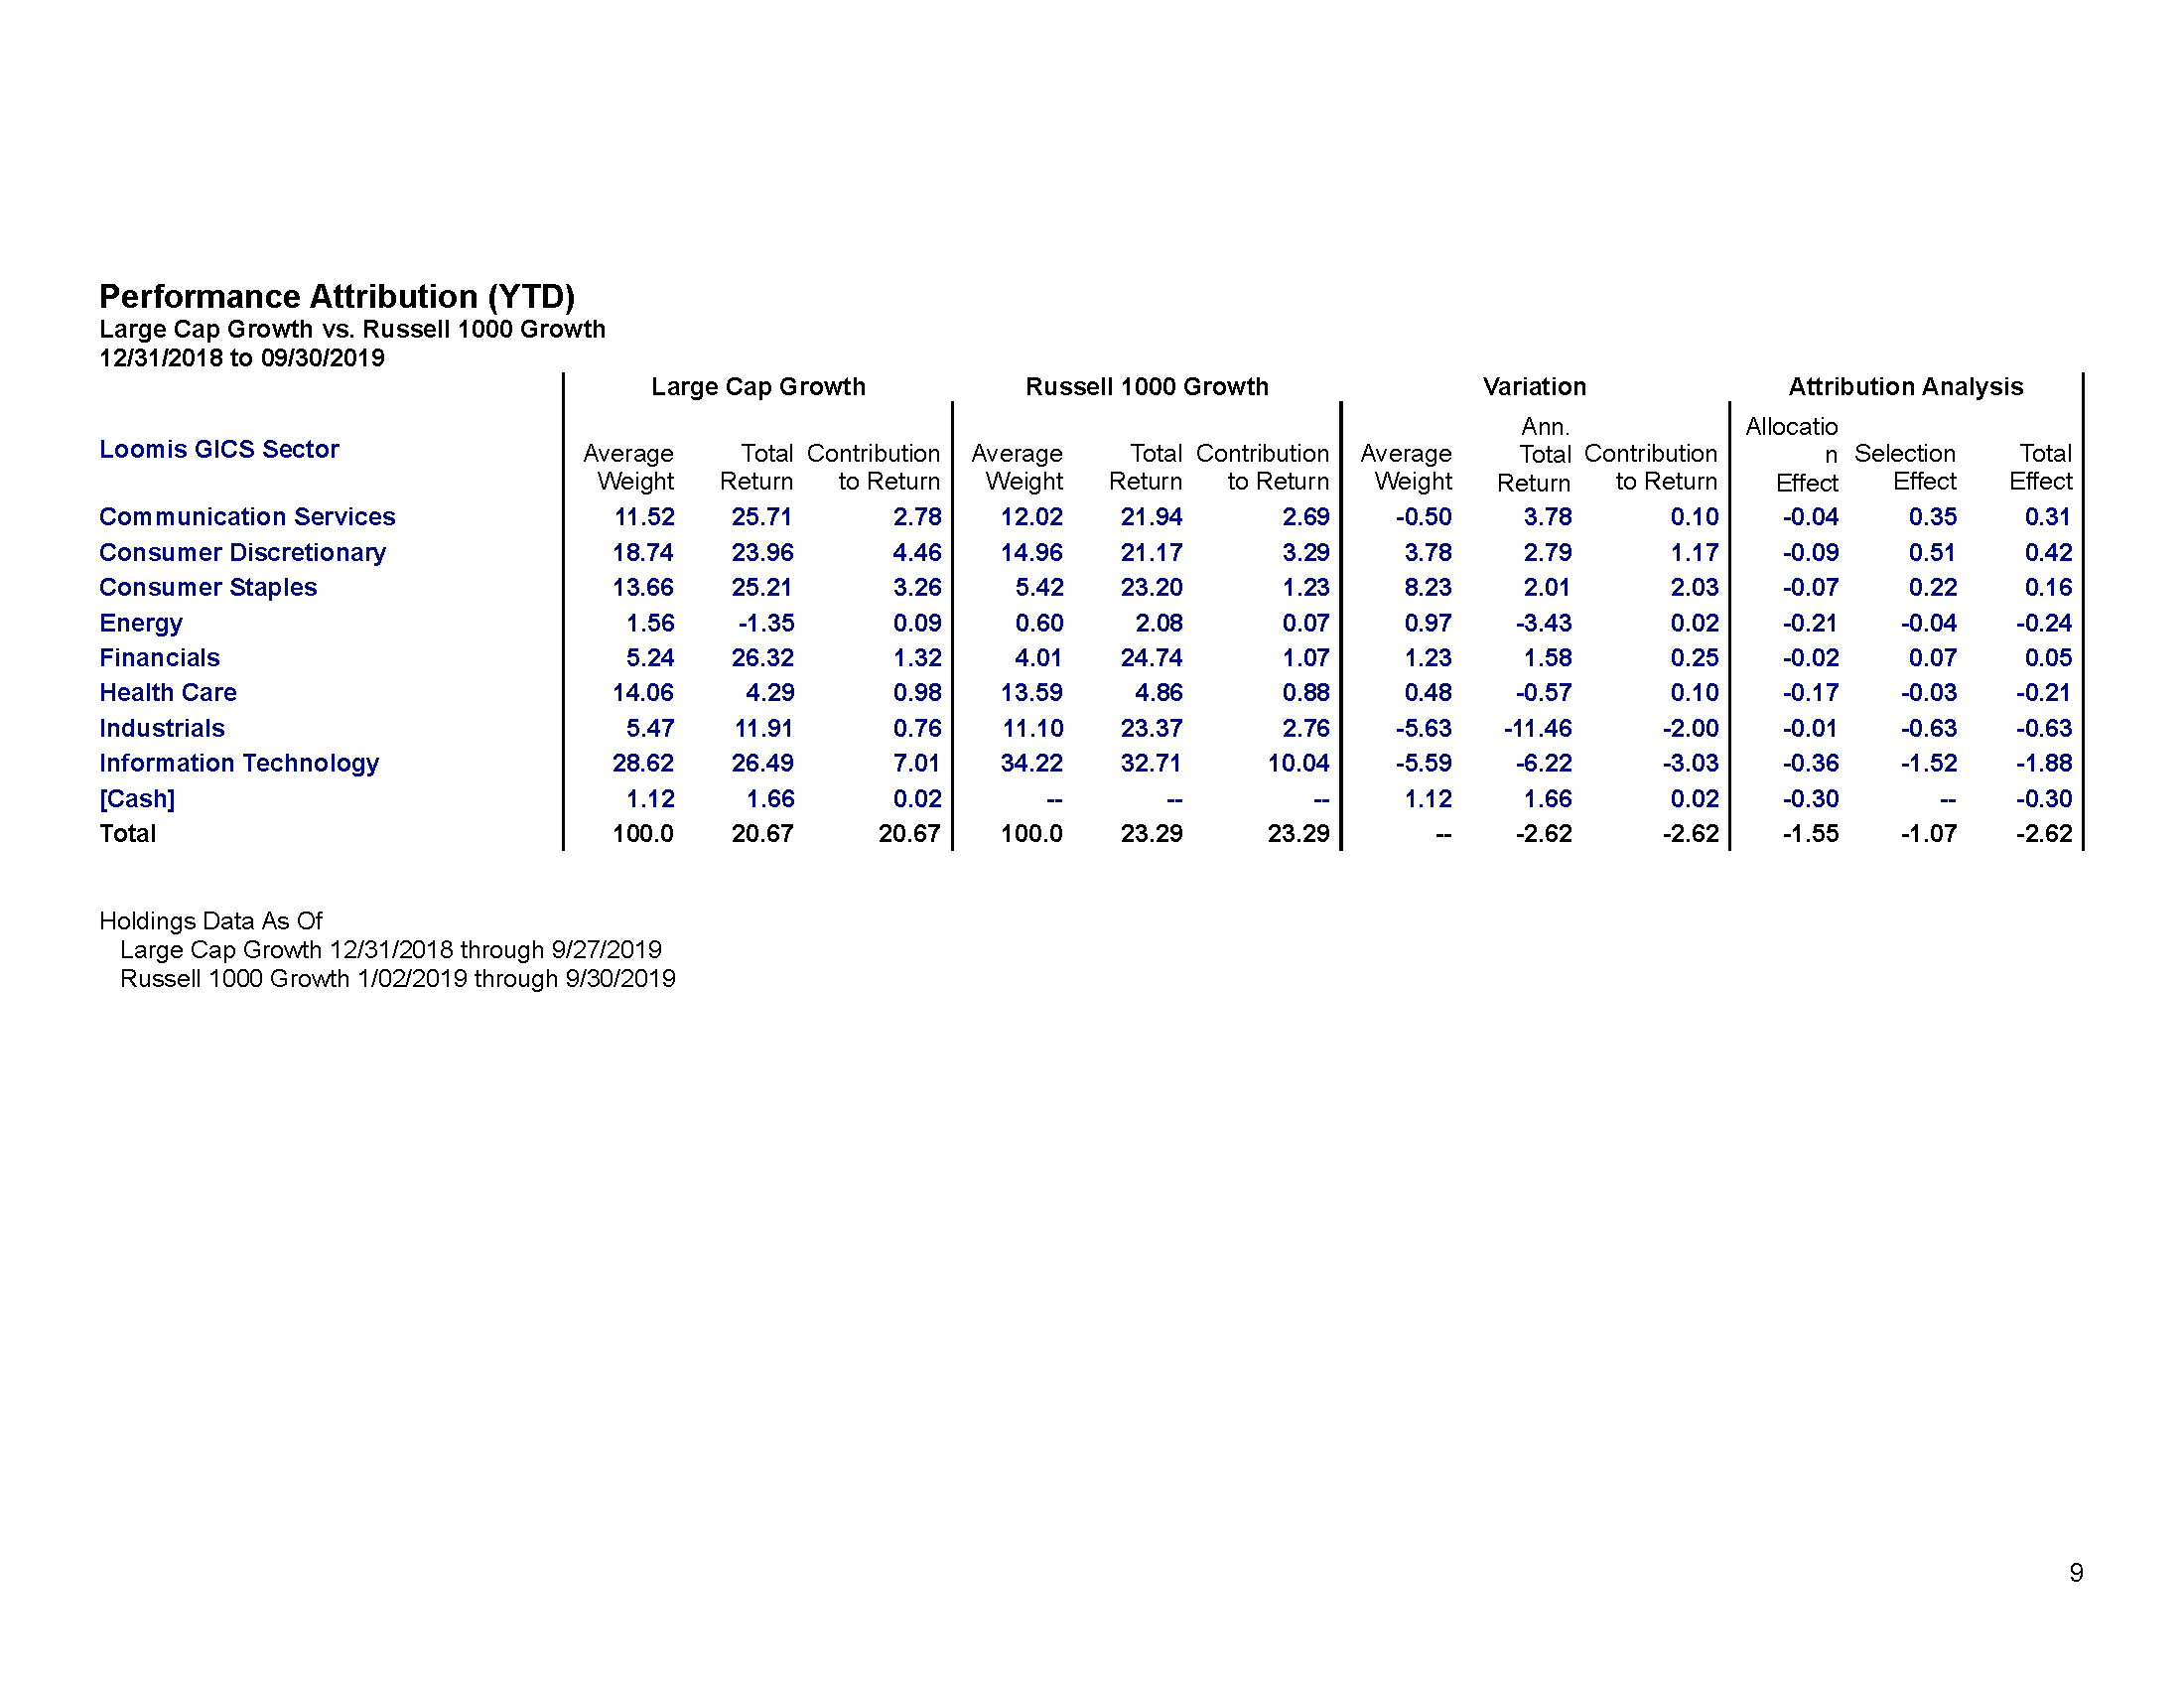 Performance Attribution (YTD)
Large Cap Growth vs. Russell 1000 Growth
12/31/2018 to 09/30/2019
Large Cap Growth Russell 1000 Growth Variation Attribution Analysis
Loomis GICS Sector Average Weight Total Return Contribution to Return Average Weight Total Return Contribution to Return Average Weight Ann. Total Return Contribution to Return Allocatio n Effect Selection Effect Total Effect
Communication Services 11.52 25.71 2.78 12.02 21.94 2.69 -0.50 3.78 0.10 -0.04 0.35 0.31
Consumer Discretionary 18.74 23.96 4.46 14.96 21.17 3.29 3.78 2.79 1.17 -0.09 0.51 0.42
Consumer Staples 13.66 25.21 3.26 5.42 23.20 1.23 8.23 2.01 2.03 -0.07 0.22 0.16
Energy 1.56 -1.35 0.09 0.60 2.08 0.07 0.97 -3.43 0.02 -0.21 -0.04 -0.24
Financials 5.24 26.32 1.32 4.01 24.74 1.07 1.23 1.58 0.25 -0.02 0.07 0.05
Health Care 14.06 4.29 0.98 13.59 4.86 0.88 0.48 -0.57 0.10 -0.17 -0.03 -0.21
Industrials 5.47 11.91 0.76 11.10 23.37 2.76 -5.63 -11.46 -2.00 -0.01 -0.63 -0.63
Information Technology 28.62 26.49 7.01 34.22 32.71 10.04 -5.59 -6.22 -3.03 -0.36 -1.52 -1.88
[Cash] 1.12 1.66 0.02 -- -- -- 1.12 1.66 0.02 -0.30 -- -0.30
Total 100.0 20.67 20.67 100.0 23.29 23.29 -- -2.62 -2.62 -1.55 -1.07 -2.62
Holdings Data As Of
Large Cap Growth 12/31/2018 through 9/27/2019
Russell 1000 Growth 1/02/2019 through 9/30/2019
9